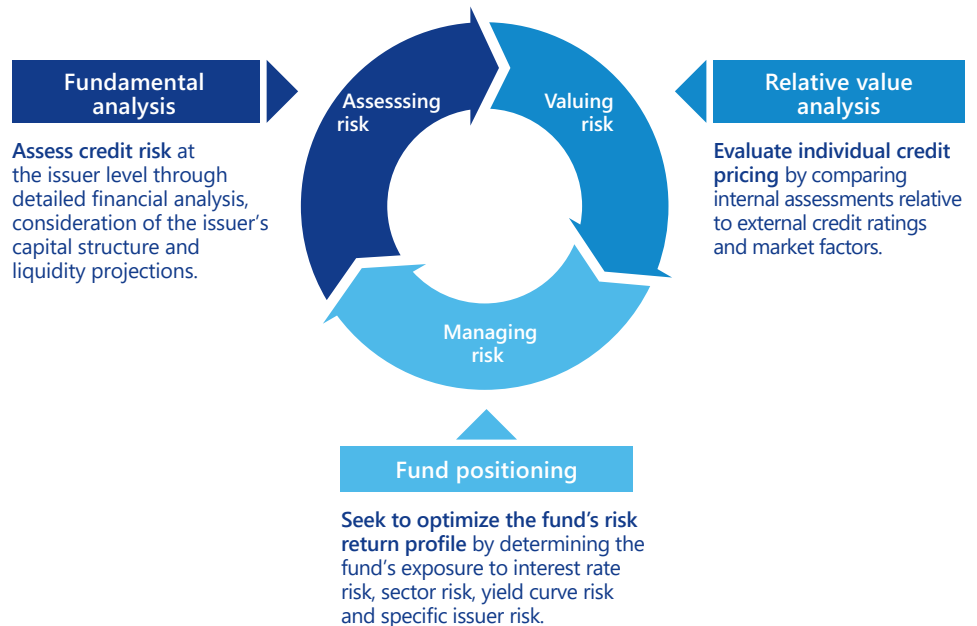 Fundamental
analysis
Assess credit risk at
the issuer level through
detailed financial analysis,
consideration of the issuer's
capital structure and
liquidity projections.
Assesssing
risk
Valuing
risk
Relative value
analysis
Evaluate individual credit
pricing by comparing
internal assessments relative
to external credit ratings
and market factors.
Managing
risk
Fund positioning
Seek to optimize the fund's risk
return profile by determining the
fund's exposure to interest rate
risk, sector risk, yield curve risk
and specific issuer risk.